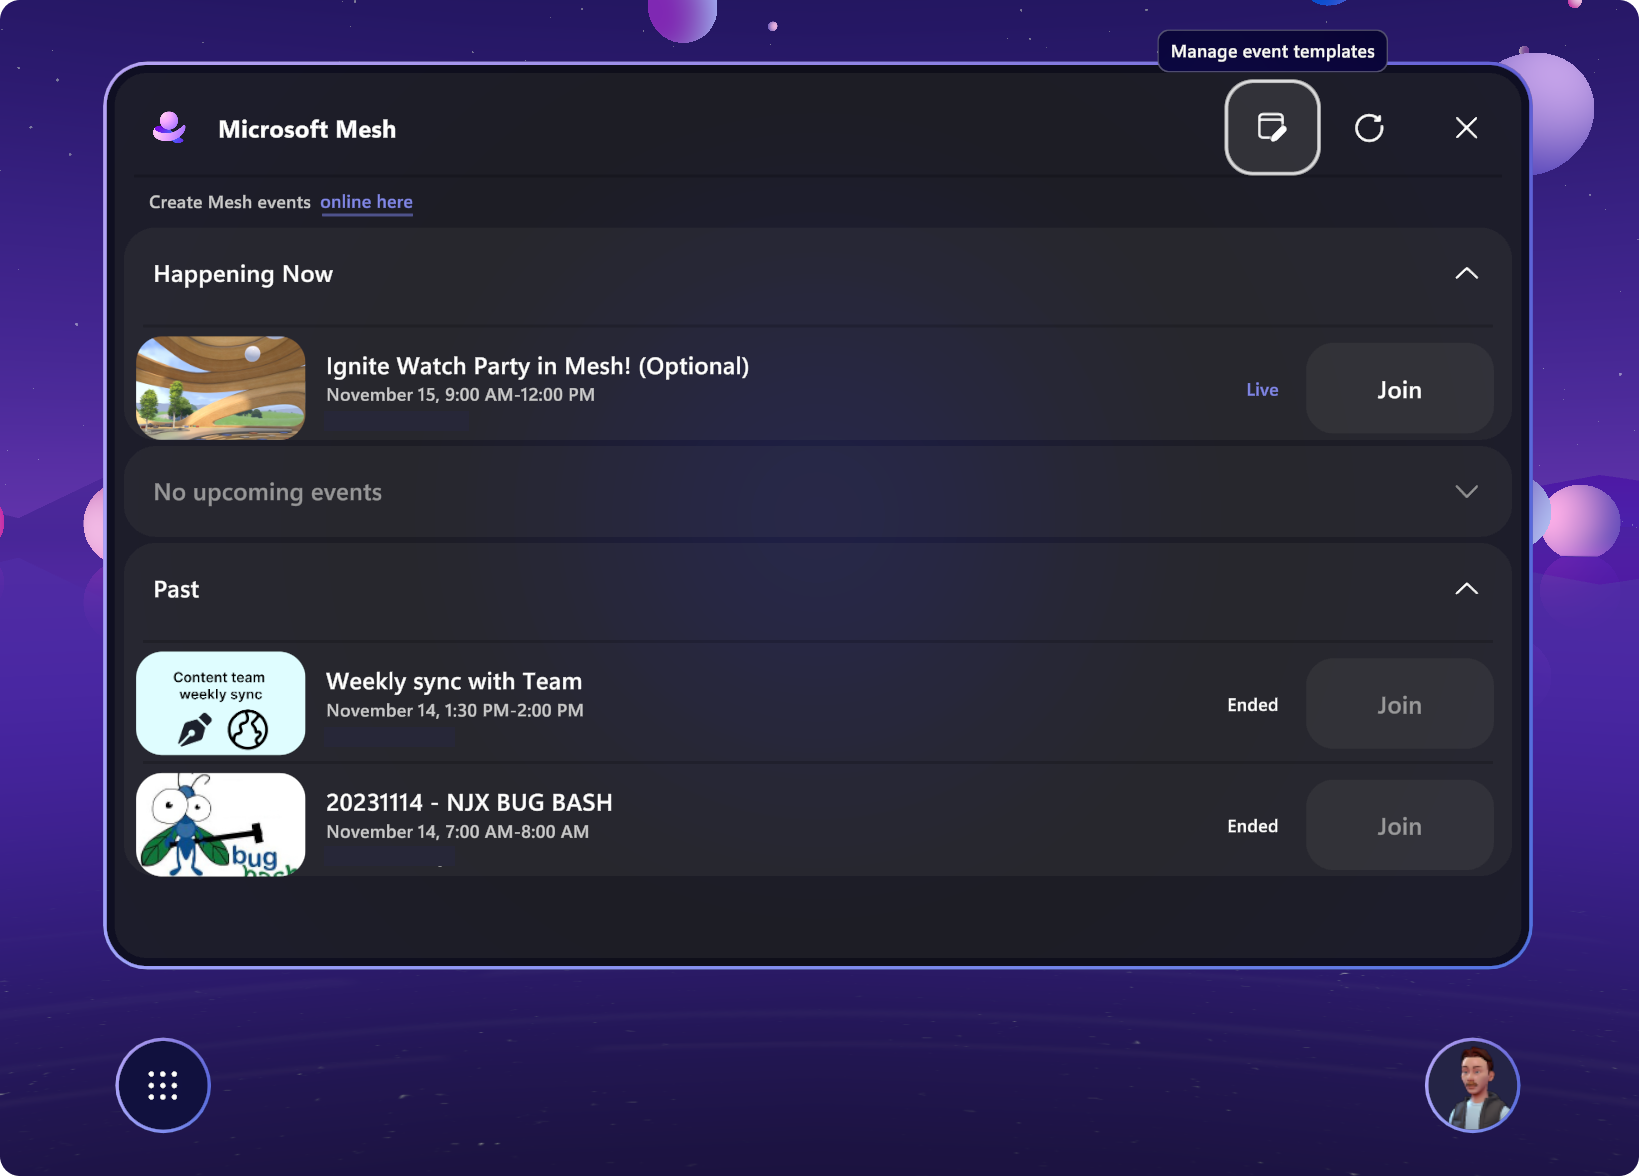 Manage event templates
Microsoft Mesh
Create Mesh events online here
Happening Now
Ignite Watch Party in Mesh! (Optional)
November 15, 9:00 AM-12:00 PM
Live
Join
No upcoming events
Past
Content team
weekly sync
Weekly sync with Team
November 14, 1:30 PM-2:00 PM
Ended
Join
bug
bash
20231114 - NJX BUG BASH
November 14, 7:00 AM-8:00 AM
Ended
Join